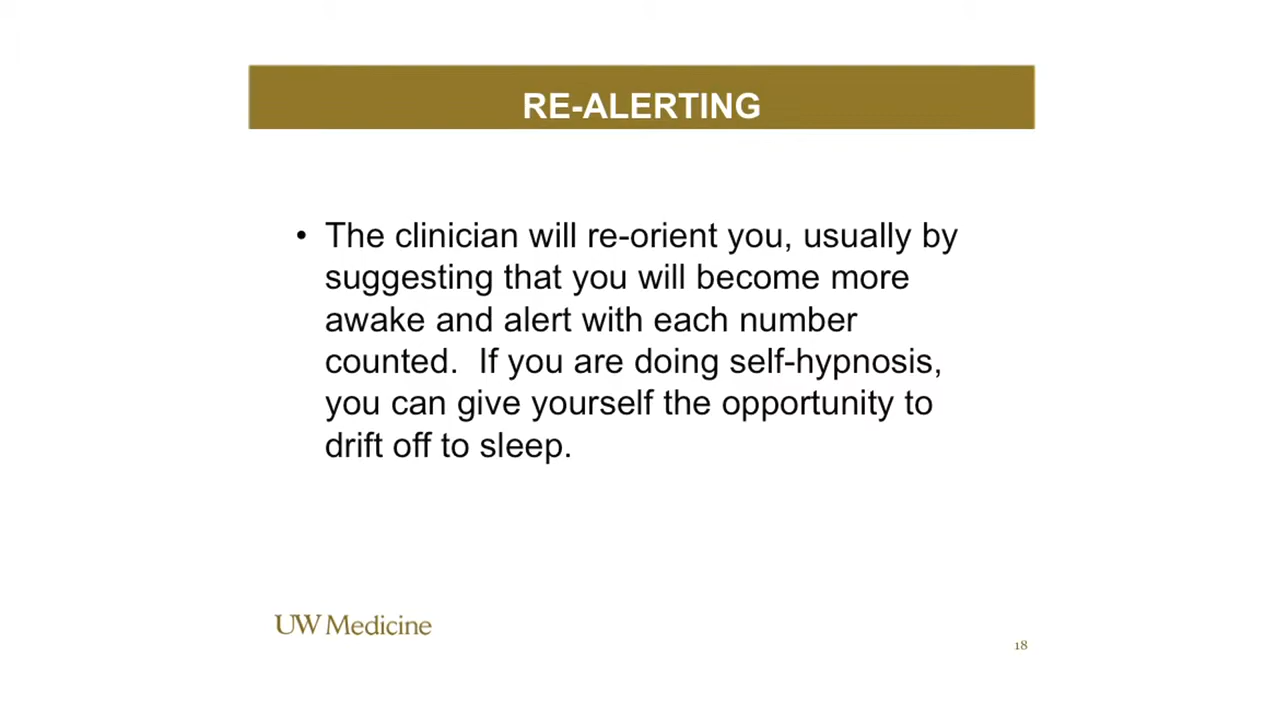 RE-ALERTING
• The clinician will re-orient you, usually by
suggesting that you will become more
awake and alert with each number
counted.  If you are doing self-hypnosis,
you can give yourself the opportunity to
drift off to sleep.
UW Medicine
18